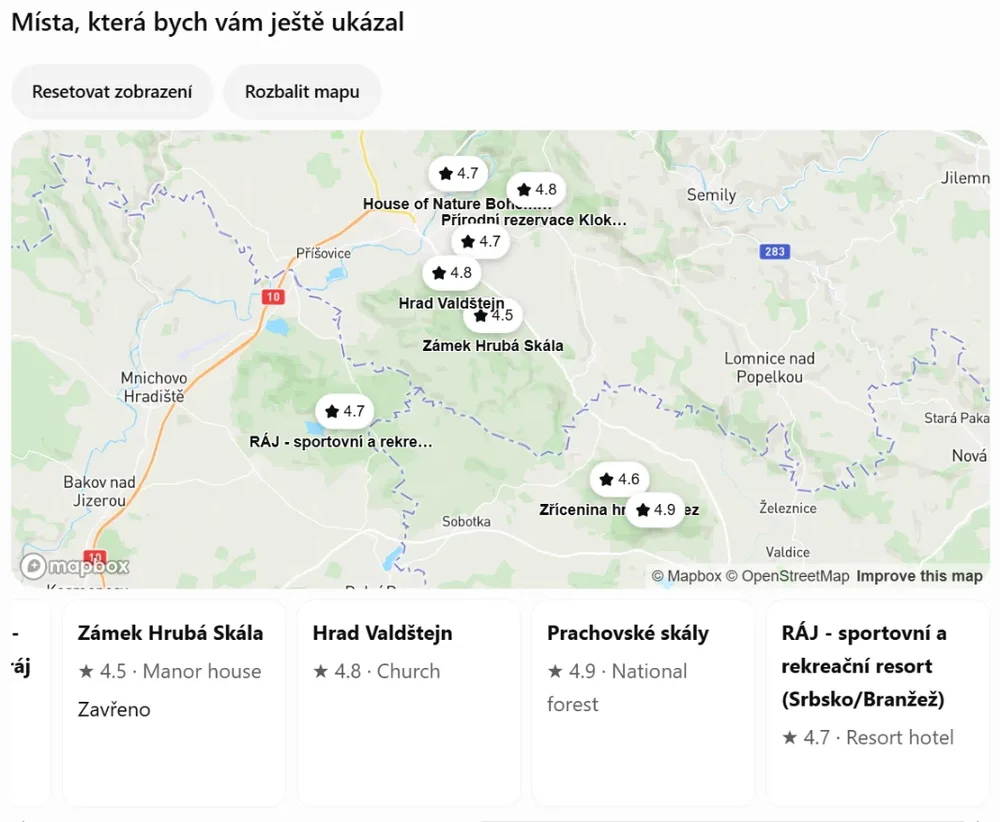 Místa, která bych vám ještě ukázal
Resetovat zobrazení
Rozbalit mapu
4.7
4.8
House of Nature Boh
Přírodní rezervace Klok…
4.7
4.8
Hrad Valdštejn
4.5
Zámek Hrubá Skála
Semily
Jilemn
283
Příšovice
10
Mnichovo
Hradiště
Lomnice nad
Popelkou
4.7
RÁJ - sportovní a rekre…
Stará Paka
Nová
Bakov nad
Jizerou
4.6
Zřícenina hr
4.9
ez
Sobotka
Železnice
Valdice
10
mapbox
© Mapbox © OpenStreetMap Improve this map
-
ráj
Zámek Hrubá Skála
★ 4.5 · Manor house
Zavřeno
Hrad Valdštejn
★ 4.8 · Church
Prachovské skály
★ 4.9 · National
forest
RÁJ - sportovní a
rekreační resort
(Srbsko/Branžež)
★ 4.7 · Resort hotel